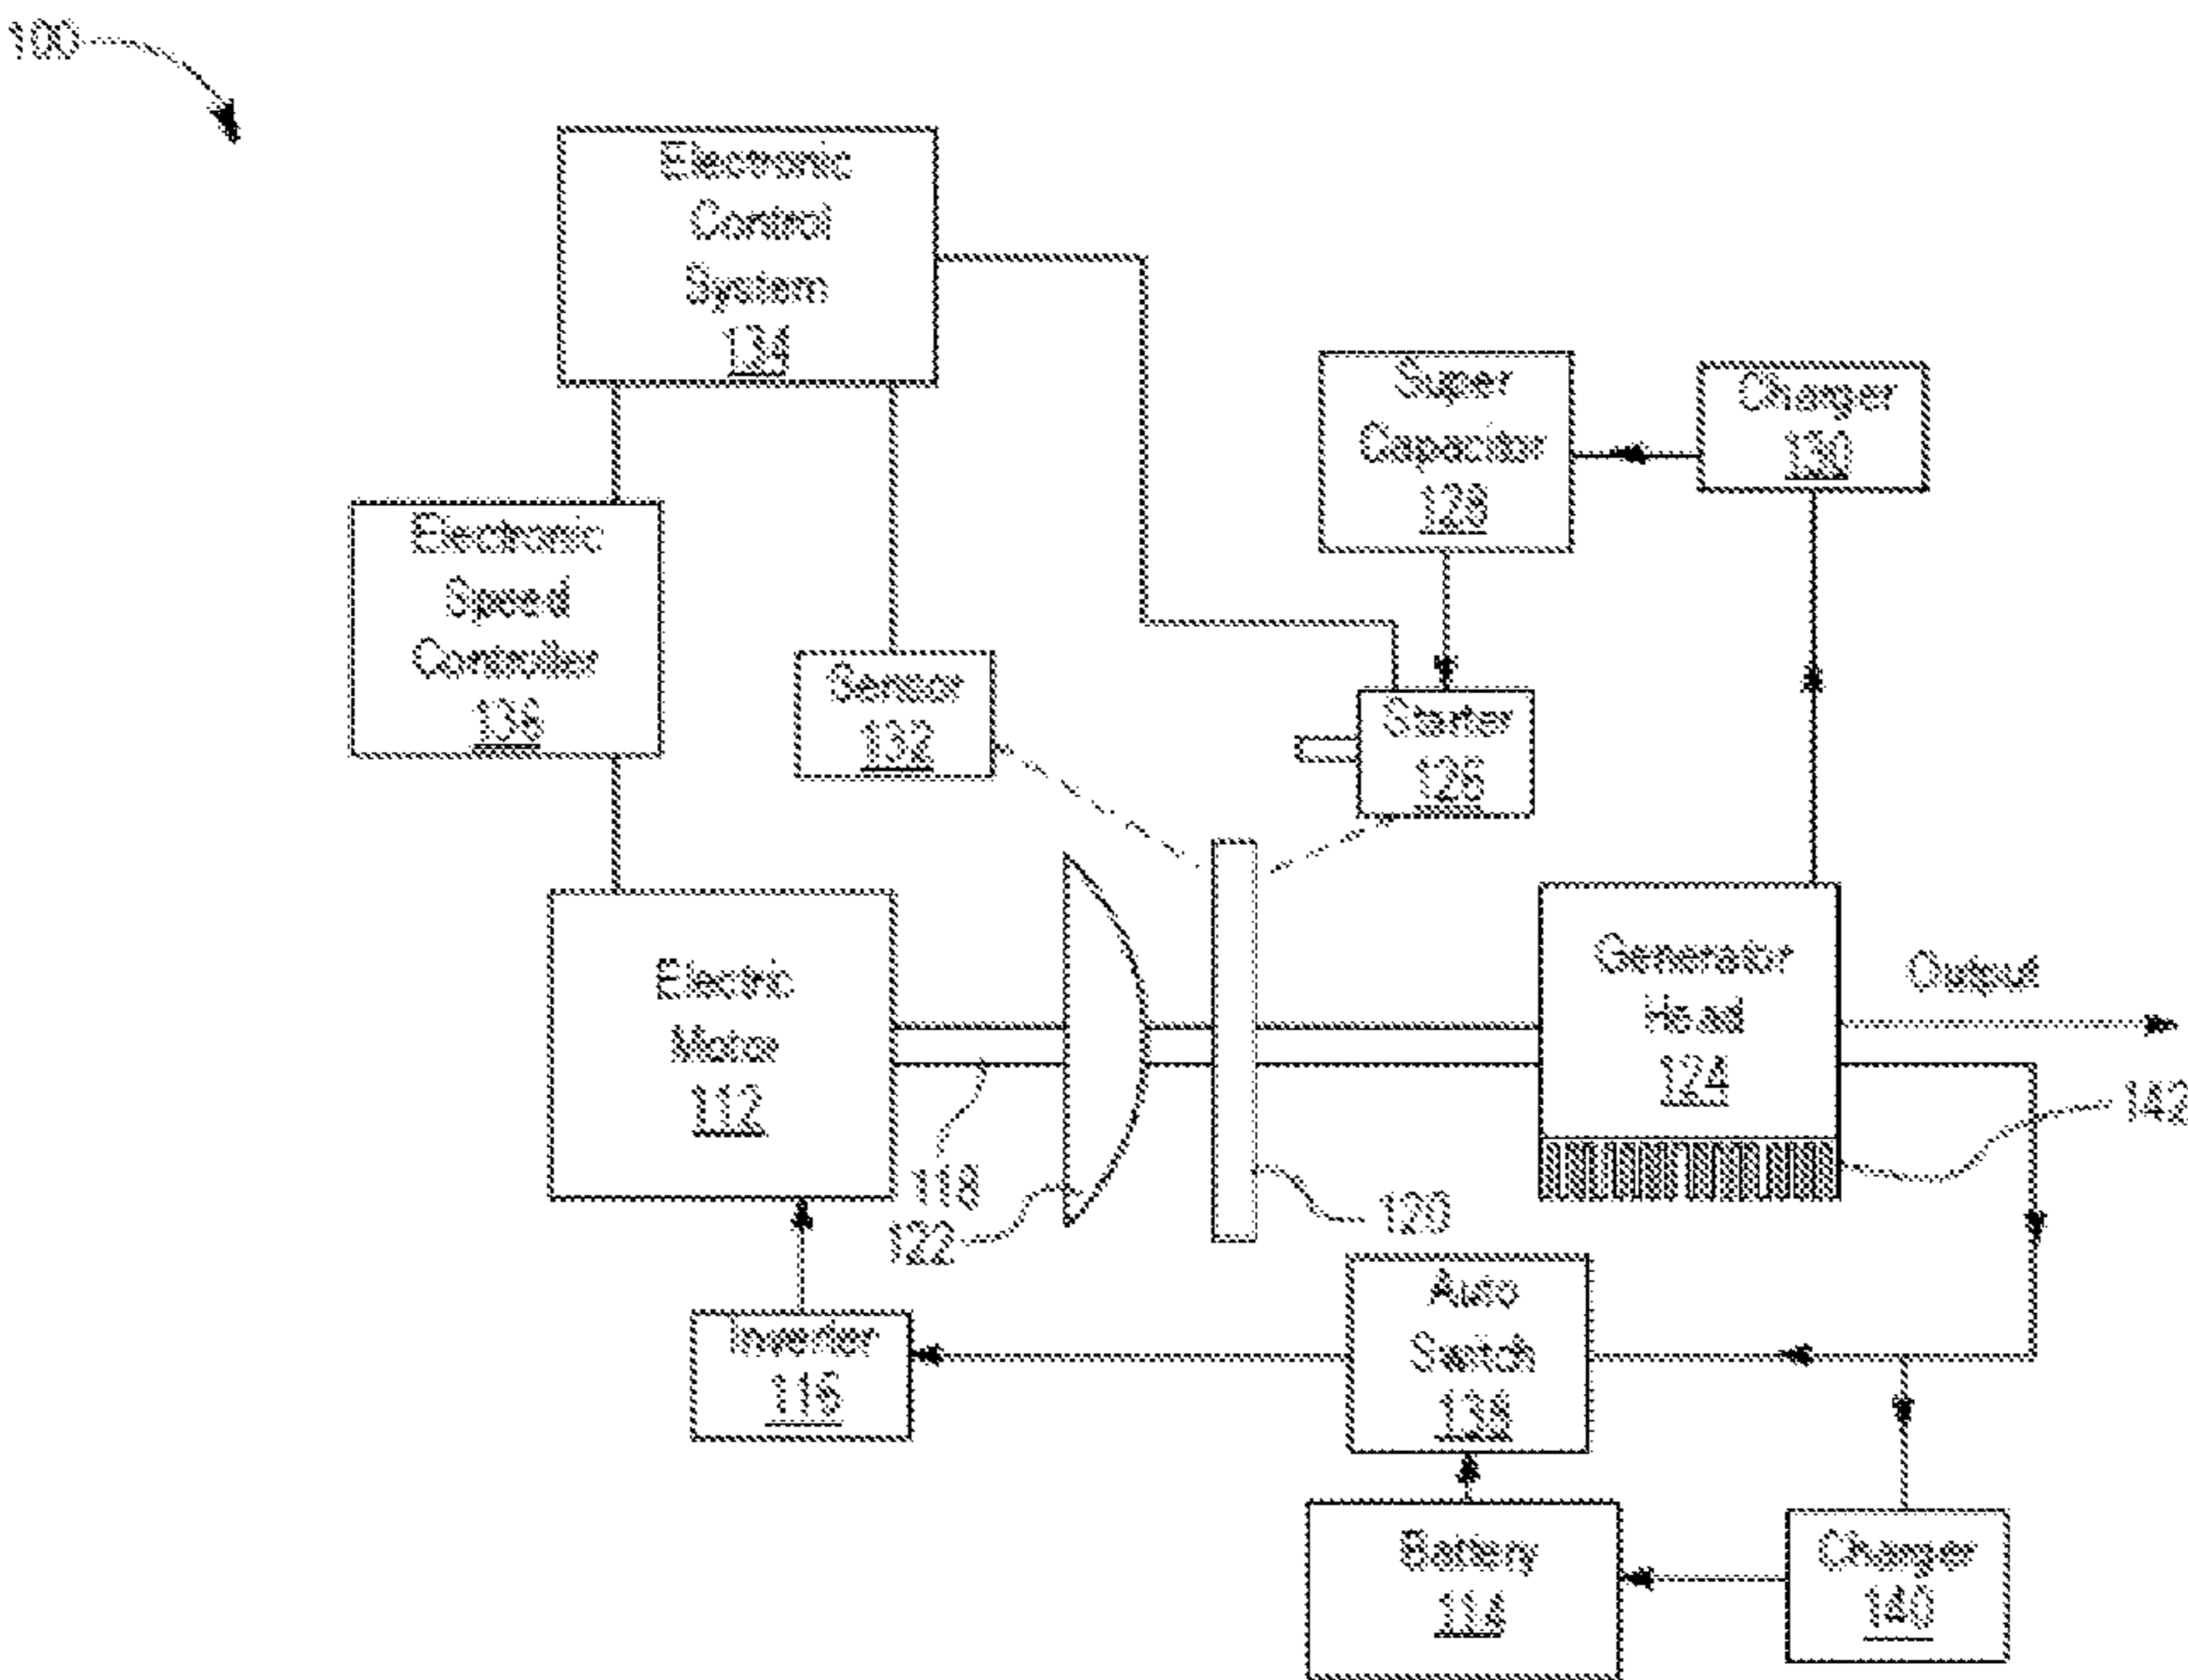 100
Electronic
Control
System
134
Super
Capacitor
128
Charger
130
Electronic
Speed
Controller
136
Sensor
132
Starter
126
Electric
Motor
112
Generator
Head
124
Output
142
118
122
120
Auto
Switch
138
Inverter
116
Battery
114
Charger
140